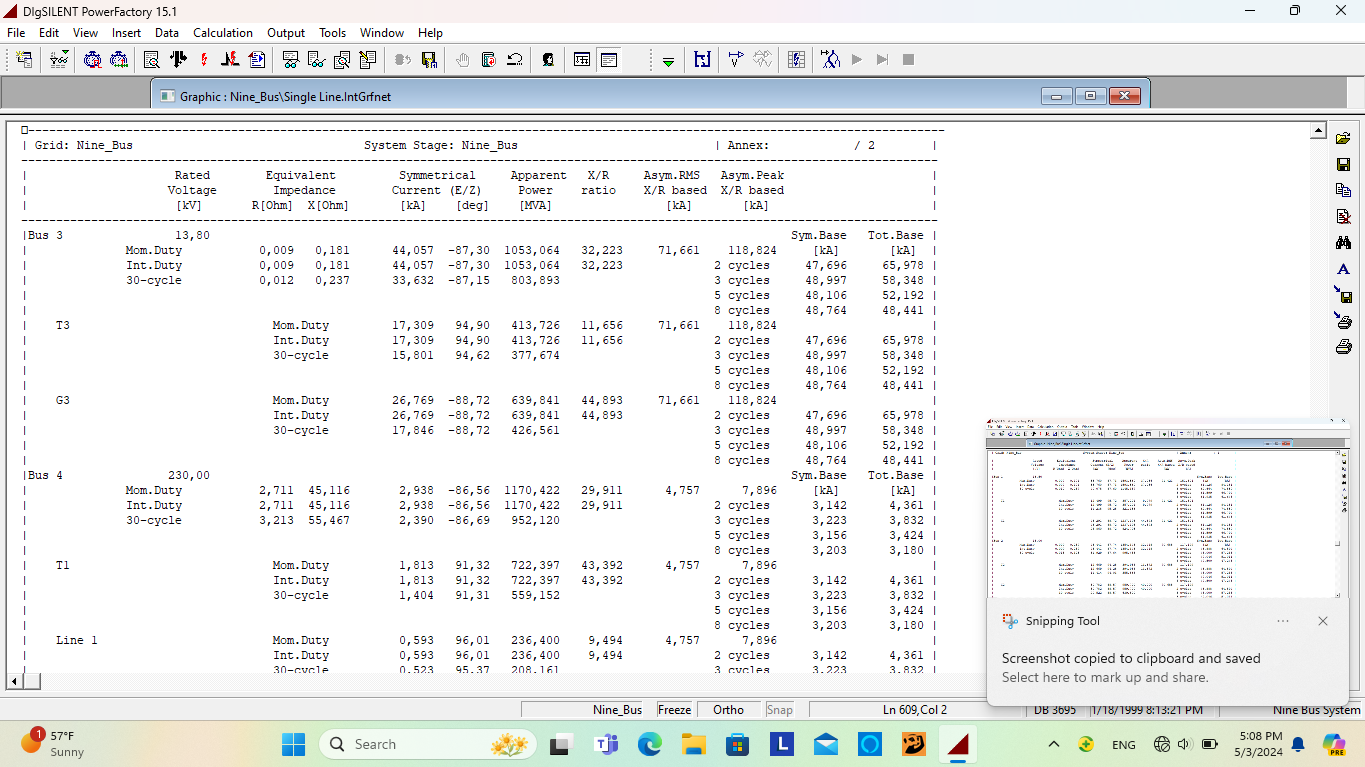 DIgSILENT PowerFactory 15.1
File Edit View Insert Data Calculation Output Tools Window Help
Graphic : Nine_Bus\Single Line.IntGrfnet
| Grid: Nine_Bus System Stage: Nine_Bus | Annex: / 2 |
| Rated Equivalent Symmetrical Apparent X/R Asym.RMS Asym.Peak |
| Voltage Impedance Current (E/Z) Power ratio X/R based X/R based |
| [kV] R[Ohm] X[Ohm] [kA] [deg] [MVA] [kA] [kA] |
|Bus 3 13,80 Sym.Base Tot.Base |
| Mom.Duty 0,009 0,181 44,057 -87,30 1053,064 32,223 71,661 118,824 [kA] [kA] |
| Int.Duty 0,009 0,181 44,057 -87,30 1053,064 32,223 2 cycles 47,696 65,978 |
| 30-cycle 0,012 0,237 33,632 -87,15 803,893 3 cycles 48,997 58,348 |
| 5 cycles 48,106 52,192 |
| 8 cycles 48,764 48,441 |
| T3 Mom.Duty 17,309 94,90 413,726 11,656 71,661 118,824 |
| Int.Duty 17,309 94,90 413,726 11,656 2 cycles 47,696 65,978 |
| 30-cycle 15,801 94,62 377,674 3 cycles 48,997 58,348 |
| 5 cycles 48,106 52,192 |
| 8 cycles 48,764 48,441 |
| G3 Mom.Duty 26,769 -88,72 639,841 44,893 71,661 118,824 |
| Int.Duty 26,769 -88,72 639,841 44,893 2 cycles 47,696 65,978 |
| 30-cycle 17,846 -88,72 426,561 3 cycles 48,997 58,348 |
| 5 cycles 48,106 52,192 |
| 8 cycles 48,764 48,441 |
|Bus 4 230,00 Sym.Base Tot.Base |
| Mom.Duty 2,711 45,116 2,938 -86,56 1170,422 29,911 4,757 7,896 [kA] [kA] |
| Int.Duty 2,711 45,116 2,938 -86,56 1170,422 29,911 2 cycles 3,142 4,361 |
| 30-cycle 3,213 55,467 2,390 -86,69 952,120 3 cycles 3,223 3,832 |
| 5 cycles 3,156 3,424 |
| 8 cycles 3,203 3,180 |
| T1 Mom.Duty 1,813 91,32 722,397 43,392 4,757 7,896 |
| Int.Duty 1,813 91,32 722,397 43,392 2 cycles 3,142 4,361 |
| 30-cycle 1,404 91,31 559,152 3 cycles 3,223 3,832 |
| 5 cycles 3,156 3,424 |
| 8 cycles 3,203 3,180 |
| Line 1 Mom.Duty 0,593 96,01 236,400 9,494 4,757 7,896 |
| Int.Duty 0,593 96,01 236,400 9,494 2 cycles 3,142 4,361 |
| 30-cycle 0,523 95,37 208,161 3 cycles 3,223 3,832 |
Snipping Tool
Screenshot copied to clipboard and saved
Select here to mark up and share.
Nine_Bus Freeze Ortho Snap Ln 609,Col 2 DB 3695 1/18/1999 8:13:21 PM Nine Bus System
1
57°F
Sunny
Search
ENG
5:08 PM
5/3/2024
PRE